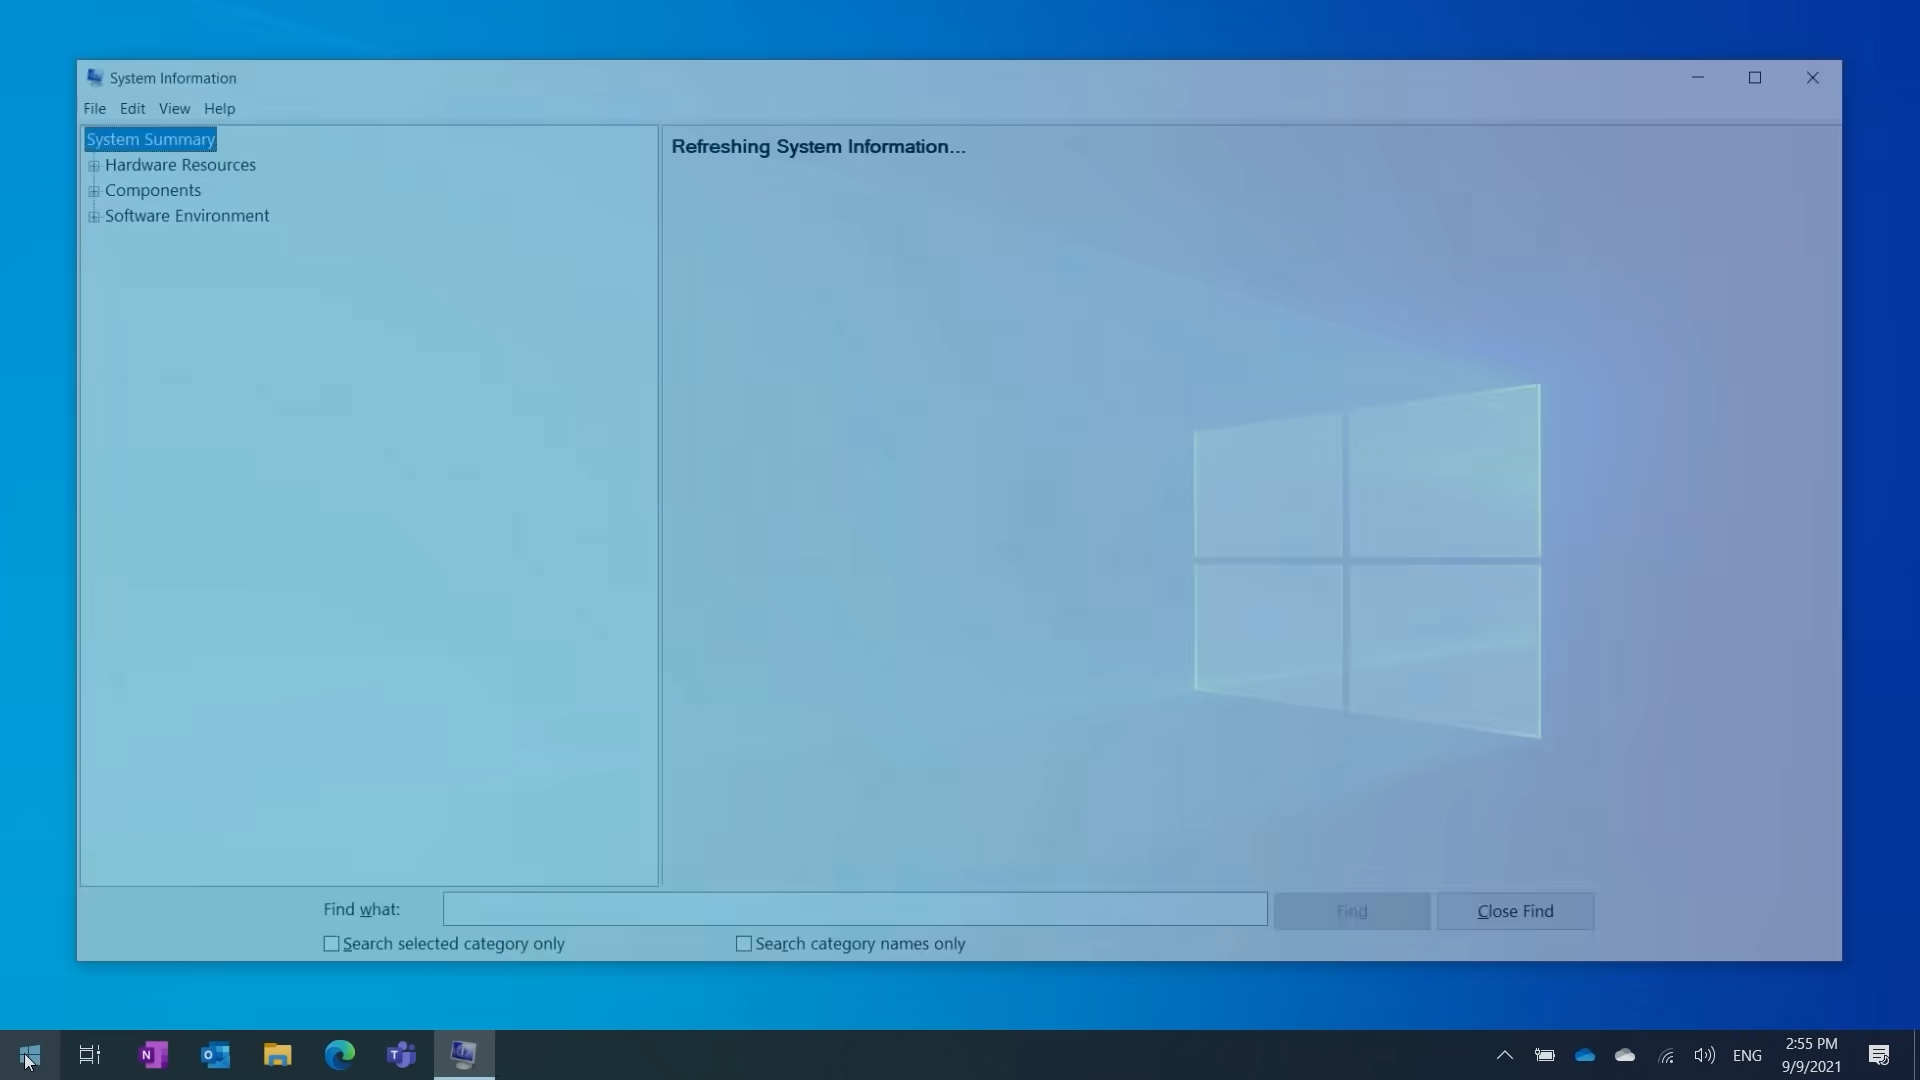 System Information
File Edit View Help
System Summary
Hardware Resources
Components
Software Environment
Refreshing System Information...
Find what:
Find
Close Find
Search selected category only
Search category names only
N
O
T
ENG
2:55 PM
9/9/2021